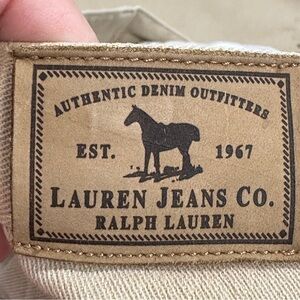 AUTHENTIC DENIM OUTFITTERS
EST. 1967
LAUREN JEANS CO.
RALPH LAUREN